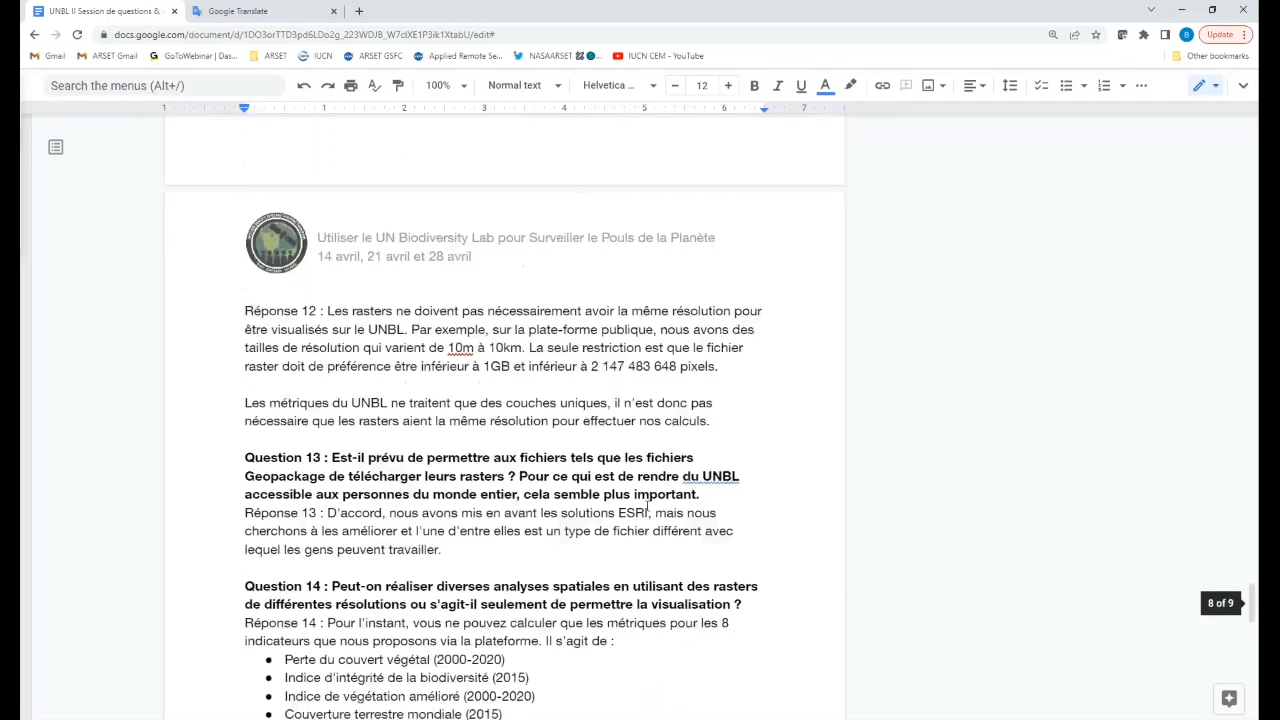 UNBL II Session de questions &
Google Translate
docs.google.com/document/d/1DO3orTTD3pd6LDo2g_223WDJB_W7clXE1P3ik1XtabU/edit#
B
Update
Gmail
ARSET Gmail
GoToWebinar | Das...
ARSET
IUCN
ARSET GSFC
Applied Remote Se...
NASAARSET
IUCN CEM - YouTube
Other bookmarks
Search the menus (Alt+/)
100%
Normal text
Helvetica ...
12
B I U A
1 1 2 3 4 5 6 7
Utiliser le UN Biodiversity Lab pour Surveiller le Pouls de la Planète
14 avril, 21 avril et 28 avril
Réponse 12 : Les rasters ne doivent pas nécessairement avoir la même résolution pour
être visualisés sur le UNBL. Par exemple, sur la plate-forme publique, nous avons des
tailles de résolution qui varient de 10m à 10km. La seule restriction est que le fichier
raster doit de préférence être inférieur à 1GB et inférieur à 2 147 483 648 pixels.
Les métriques du UNBL ne traitent que des couches uniques, il n'est donc pas
nécessaire que les rasters aient la même résolution pour effectuer nos calculs.
Question 13 : Est-il prévu de permettre aux fichiers tels que les fichiers
Geopackage de télécharger leurs rasters ? Pour ce qui est de rendre du UNBL
accessible aux personnes du monde entier, cela semble plus important.
Réponse 13 : D'accord, nous avons mis en avant les solutions ESRI, mais nous
cherchons à les améliorer et l'une d'entre elles est un type de fichier différent avec
lequel les gens peuvent travailler.
Question 14 : Peut-on réaliser diverses analyses spatiales en utilisant des rasters
de différentes résolutions ou s'agit-il seulement de permettre la visualisation ?
Réponse 14 : Pour l'instant, vous ne pouvez calculer que les métriques pour les 8
indicateurs que nous proposons via la plateforme. Il s'agit de :
● Perte du couvert végétal (2000-2020)
● Indice d'intégrité de la biodiversité (2015)
● Indice de végétation amélioré (2000-2020)
● Couverture terrestre mondiale (2015)
8 of 9